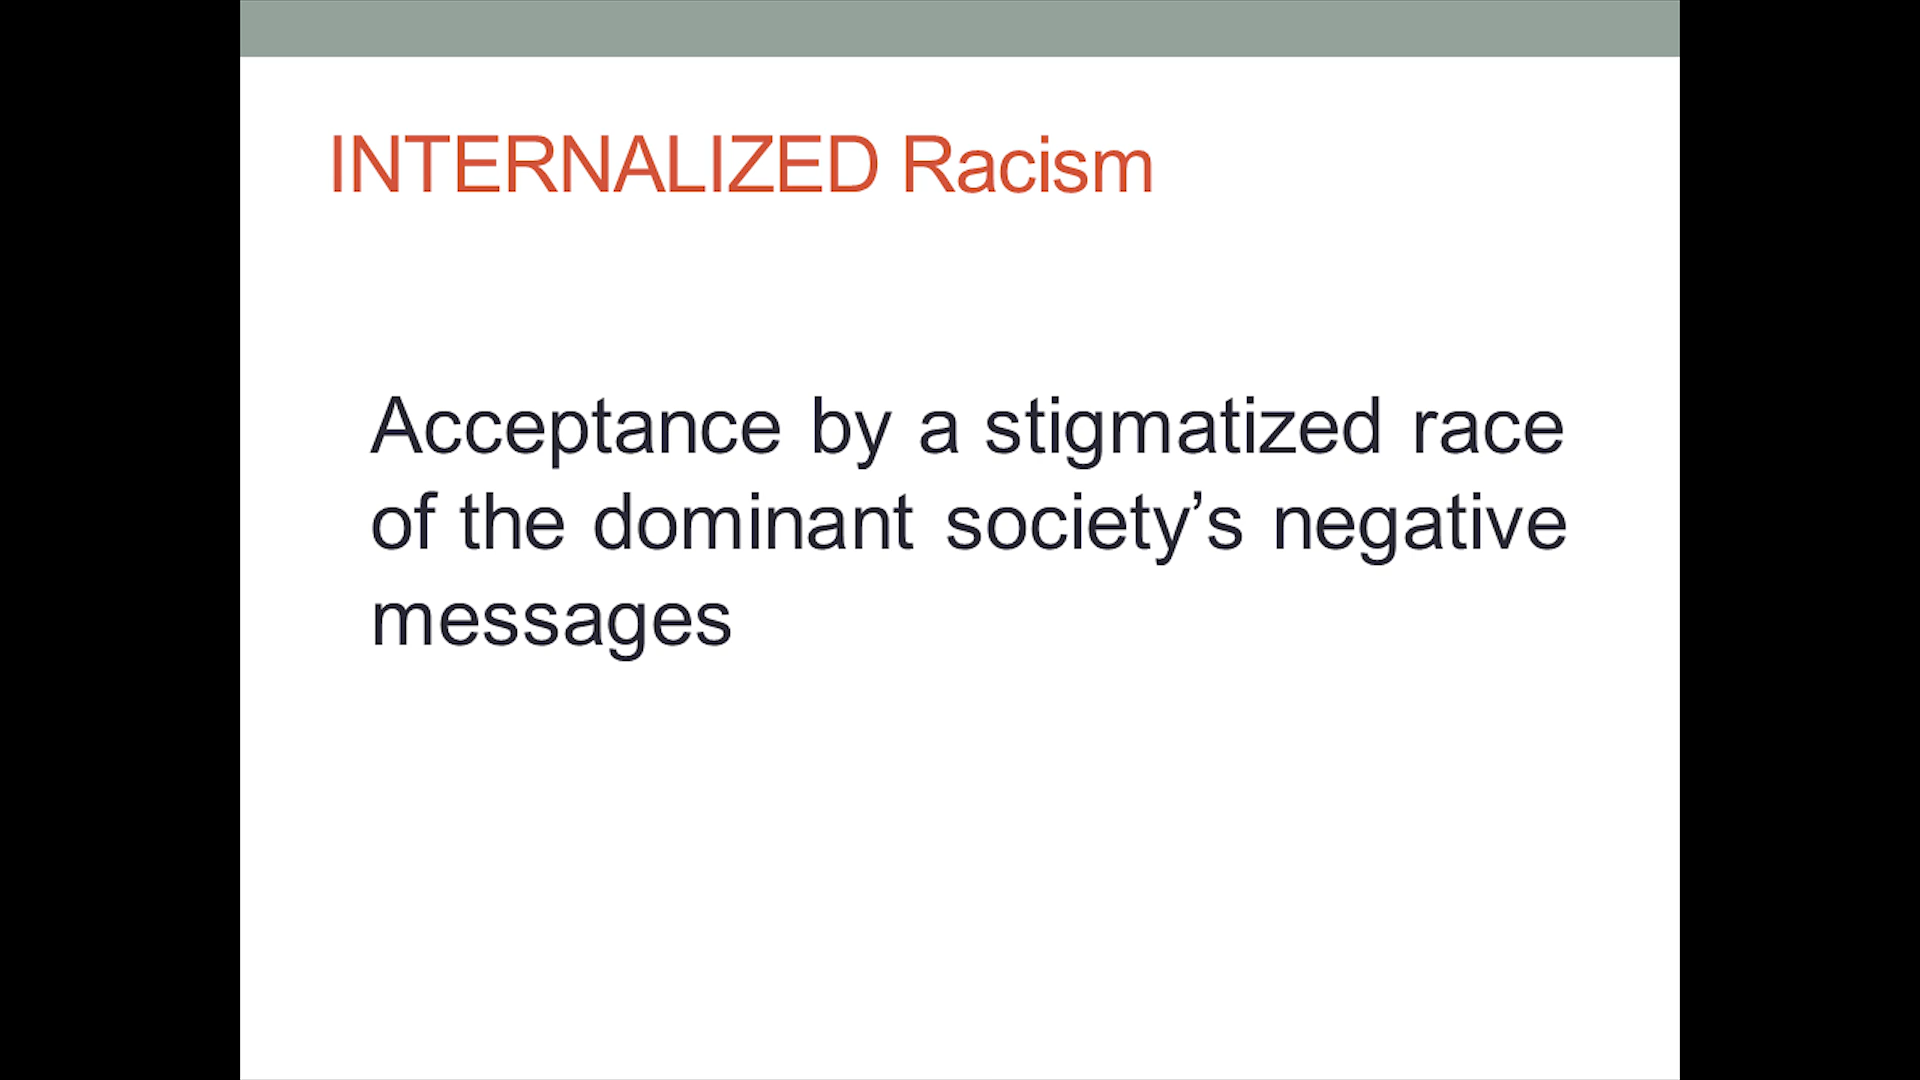 INTERNALIZED Racism
Acceptance by a stigmatized race
of the dominant society’s negative
messages